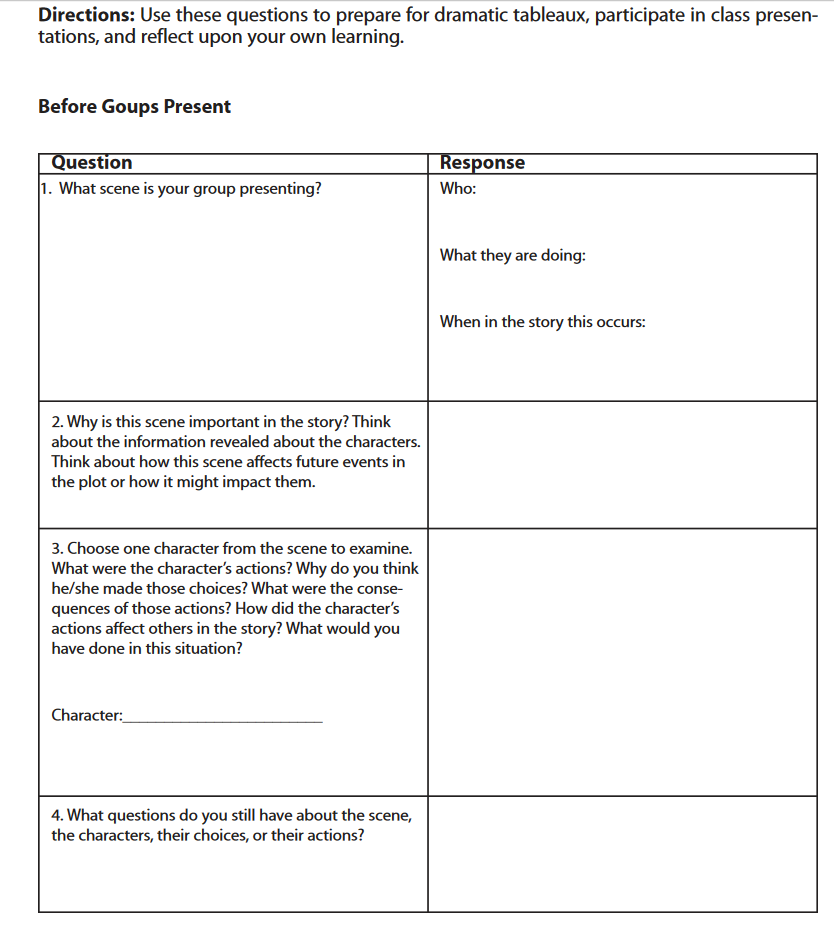 Directions: Use these questions to prepare for dramatic tableaux, participate in class presen-
tations, and reflect upon your own learning.
Before Goups Present
Question
Response
1. What scene is your group presenting?
Who:
What they are doing:
When in the story this occurs:
2. Why is this scene important in the story? Think
about the information revealed about the characters.
Think about how this scene affects future events in
the plot or how it might impact them.
3. Choose one character from the scene to examine.
What were the character’s actions? Why do you think
he/she made those choices? What were the conse-
quences of those actions? How did the character’s
actions affect others in the story? What would you
have done in this situation?
Character:_________________________
4. What questions do you still have about the scene,
the characters, their choices, or their actions?